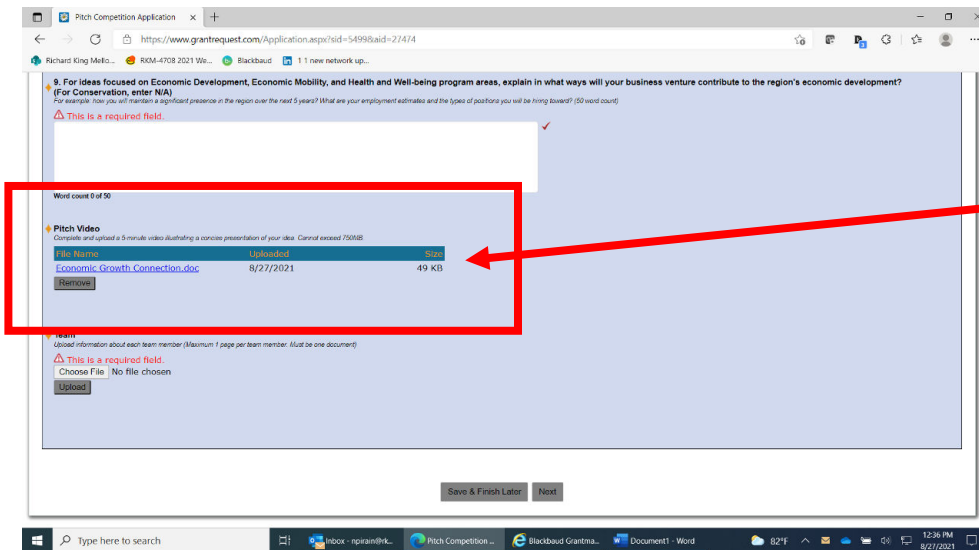 Pitch Competition Application
https://www.grantrequest.com/Application.aspx?sid=5499&aid=27474
Richard King Mello...
RKM-4708 2021 We...
Blackbaud
1 1 new network up...
9. For ideas focused on Economic Development, Economic Mobility, and Health and Well-being program areas, explain in what ways will your business venture contribute to the region's economic development?
(For Conservation, enter N/A)
For example: how you will maintain a significant presence in the region over the next 5 years? What are your employment estimates and the types of positions you will be hiring toward? (50 word count)
This is a required field.
Word count 0 of 50
Pitch Video
Complete and upload a 5-minute video illustrating a concise presentation of your idea. Cannot exceed 750MB.
File Name Uploaded Size
Economic Growth Connection.doc 8/27/2021 49 KB
Remove
Team
Upload information about each team member (Maximum 1 page per team member. Must be one document)
This is a required field.
Choose File No file chosen
Upload
Save & Finish Later Next
Type here to search
Inbox - npirain@rk...
Pitch Competition ...
Blackbaud Grantma...
Document1 - Word
82°F
12:36 PM
8/27/2021